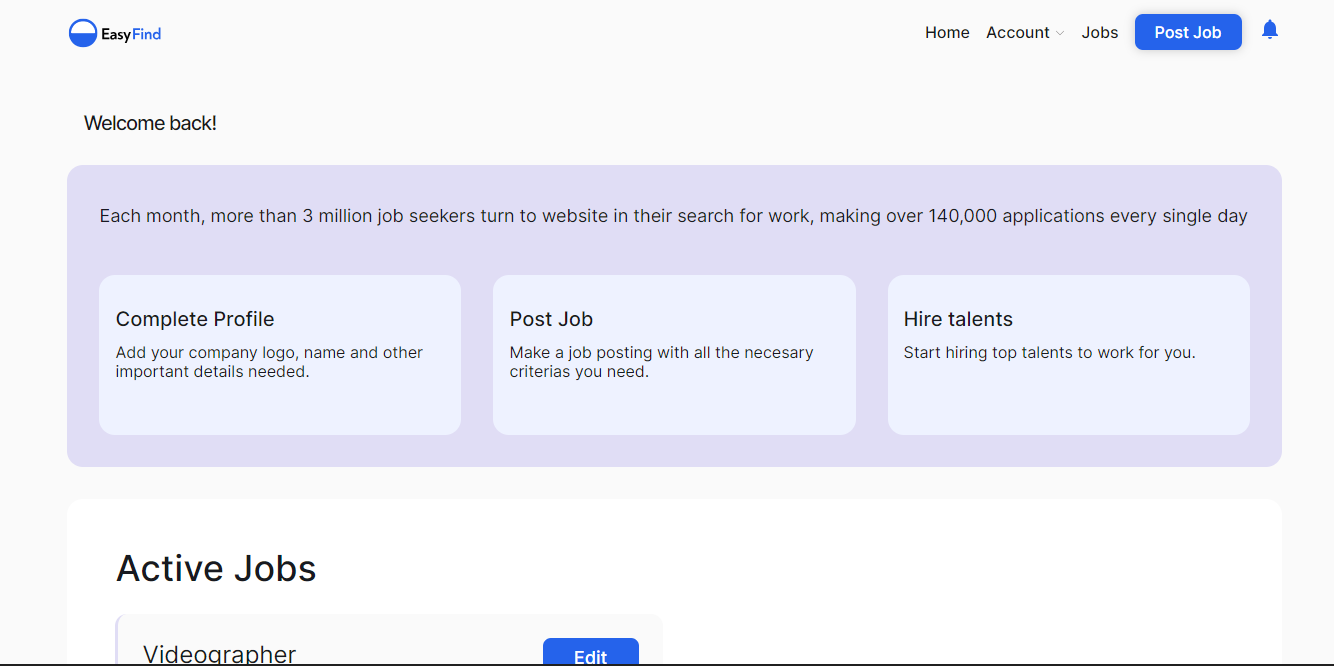 EasyFind
Home Account Jobs Post Job
Welcome back!
Each month, more than 3 million job seekers turn to website in their search for work, making over 140,000 applications every single day
Complete Profile
Add your company logo, name and other
important details needed.
Post Job
Make a job posting with all the necesary
criterias you need.
Hire talents
Start hiring top talents to work for you.
Active Jobs
Videographer
Edit